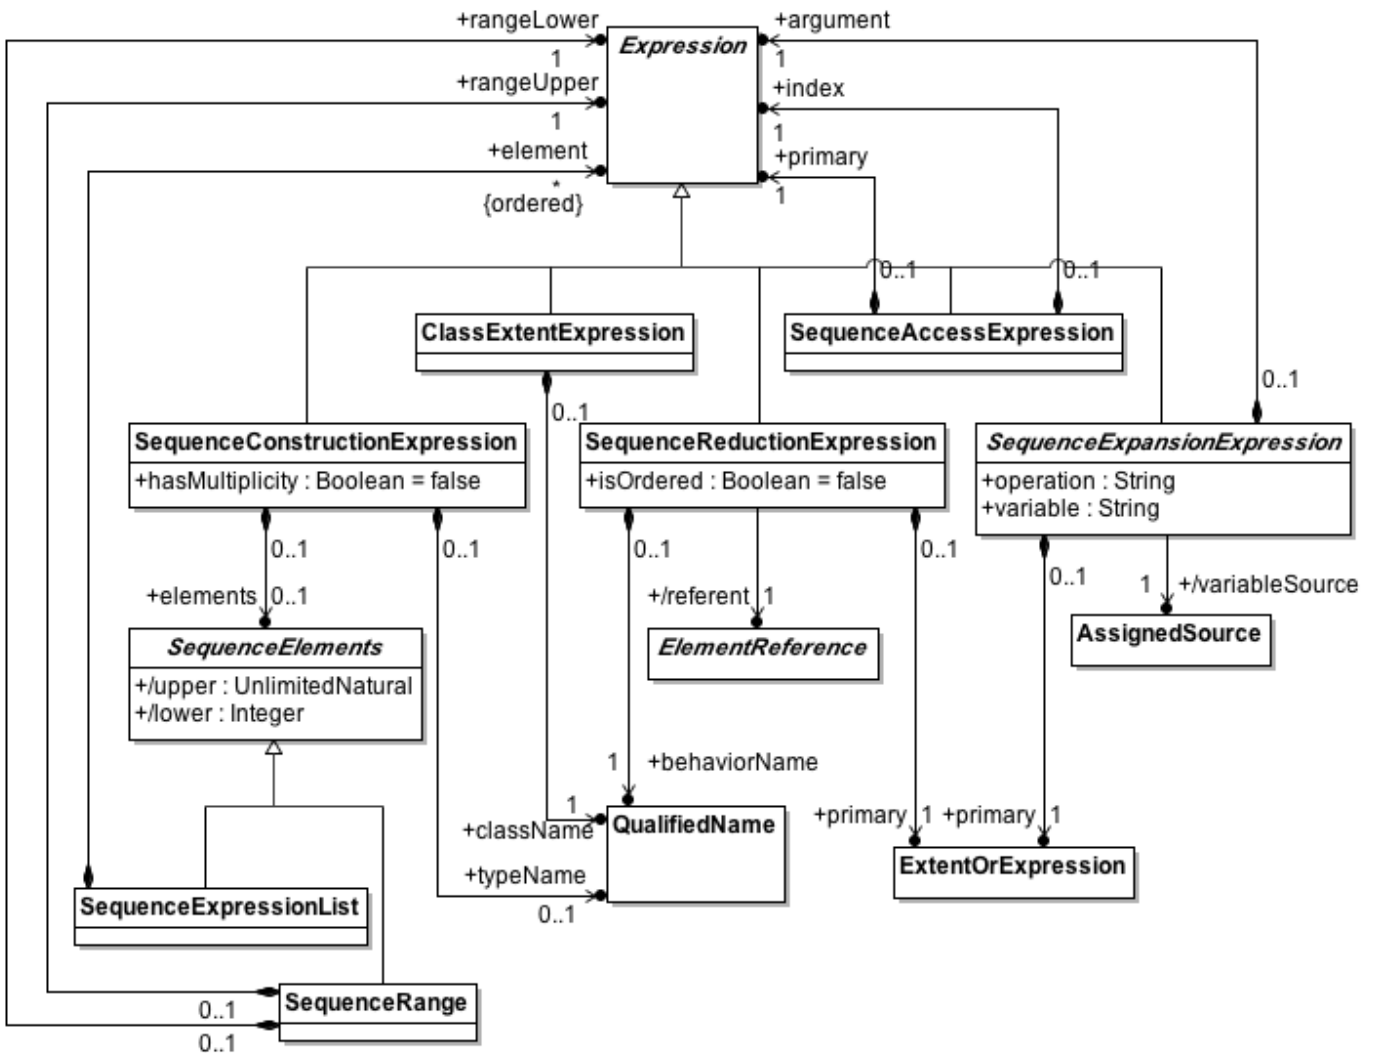 +rangeLower
1
+rangeUpper
1
+element
*
{ordered}
Expression
+argument
1
+index
1
+primary
1
0..1
0..1
ClassExtentExpression
0..1
SequenceAccessExpression
0..1
SequenceConstructionExpression
+hasMultiplicity : Boolean = false
0..1
0..1
SequenceReductionExpression
+isOrdered : Boolean = false
0..1
0..1
SequenceExpansionExpression
+operation : String
+variable : String
0..1
1
+/variableSource
AssignedSource
+elements
0..1
+/referent
1
SequenceElements
+/upper : UnlimitedNatural
+/lower : Integer
ElementReference
1
+behaviorName
1
+className
QualifiedName
+typeName
0..1
+primary
1
+primary
1
ExtentOrExpression
SequenceExpressionList
SequenceRange
0..1
0..1